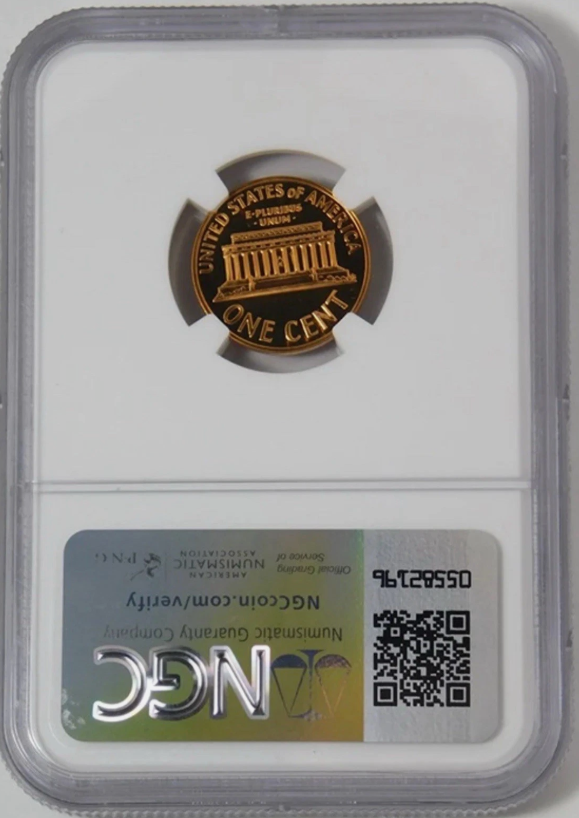 UNITED STATES OF AMERICA
E·PLURIBUS
·UNUM·
ONE CENT
NGC
Numismatic Guaranty Company
NGCcoin.com/verify
Official Grading
Service of
AMERICAN
NUMISMATIC
ASSOCIATION
PNG
05582196